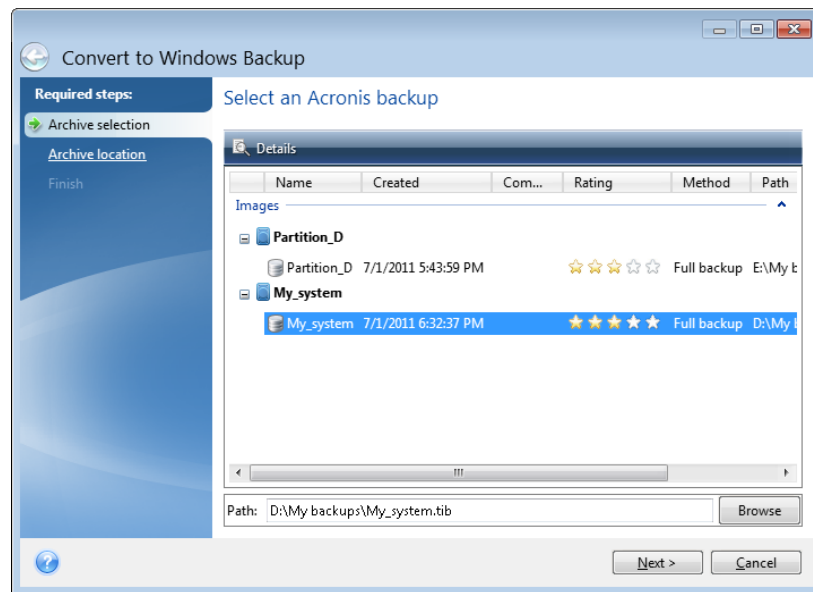 Convert to Windows Backup
Required steps:
Archive selection
Archive location
Finish
Select an Acronis backup
Details
Name Created Com... Rating Method Path
Images
Partition_D
Partition_D 7/1/2011 5:43:59 PM Full backup E:\My b
My_system
My_system 7/1/2011 6:32:37 PM Full backup D:\My b
Path: D:\My backups\My_system.tib Browse
Next > Cancel